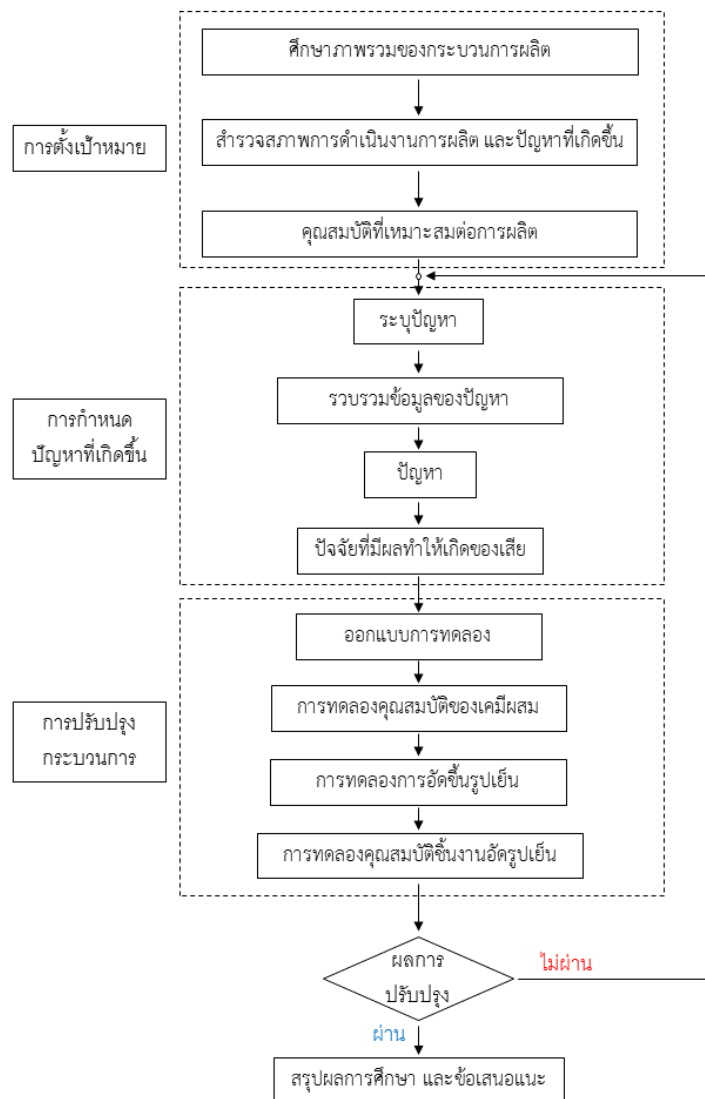 ศึกษาภาพรวมของกระบวนการผลิต
การตั้งเป้าหมาย
สำรวจสภาพการดำเนินงานการผลิต และปัญหาที่เกิดขึ้น
คุณสมบัติที่เหมาะสมต่อการผลิต
ระบุปัญหา
การกำหนด
ปัญหาที่เกิดขึ้น
รวบรวมข้อมูลของปัญหา
ปัญหา
ปัจจัยที่มีผลทำให้เกิดของเสีย
ออกแบบการทดลอง
การปรับปรุง
กระบวนการ
การทดลองคุณสมบัติของเคมีผสม
การทดลองการอัดขึ้นรูปเย็น
การทดลองคุณสมบัติชิ้นงานอัดรูปเย็น
ผลการ
ปรับปรุง
ไม่ผ่าน
ผ่าน
สรุปผลการศึกษา และข้อเสนอแนะ